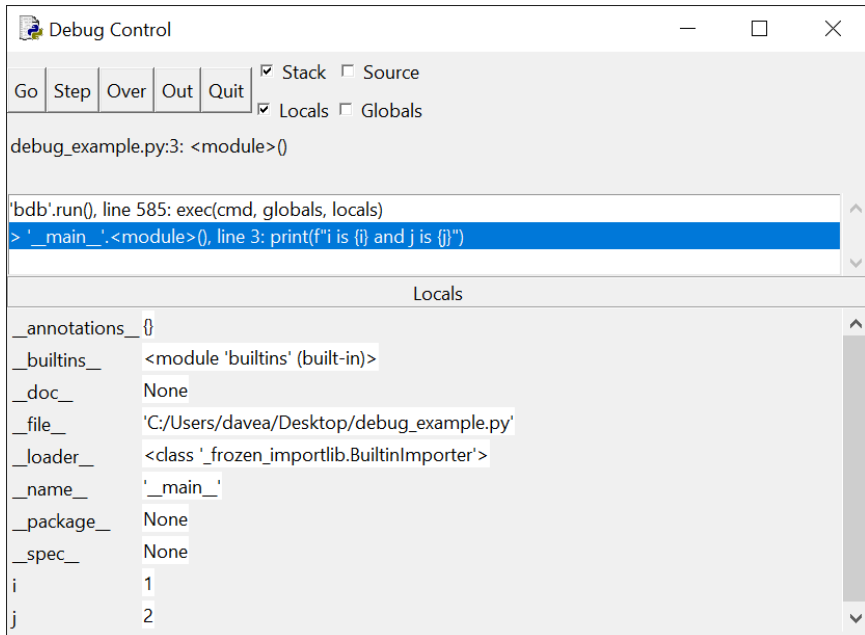 Debug Control
Go Step Over Out Quit Stack Source
Locals Globals
debug_example.py:3: <module>()
'bdb'.run(), line 585: exec(cmd, globals, locals)
> '__main__'.<module>(), line 3: print(f"i is {i} and j is {j}")
Locals
__annotations__ {}
__builtins__ <module 'builtins' (built-in)>
__doc__ None
__file__ 'C:/Users/davea/Desktop/debug_example.py'
__loader__ <class '_frozen_importlib.BuiltinImporter'>
__name__ '__main__'
__package__ None
__spec__ None
i 1
j 2